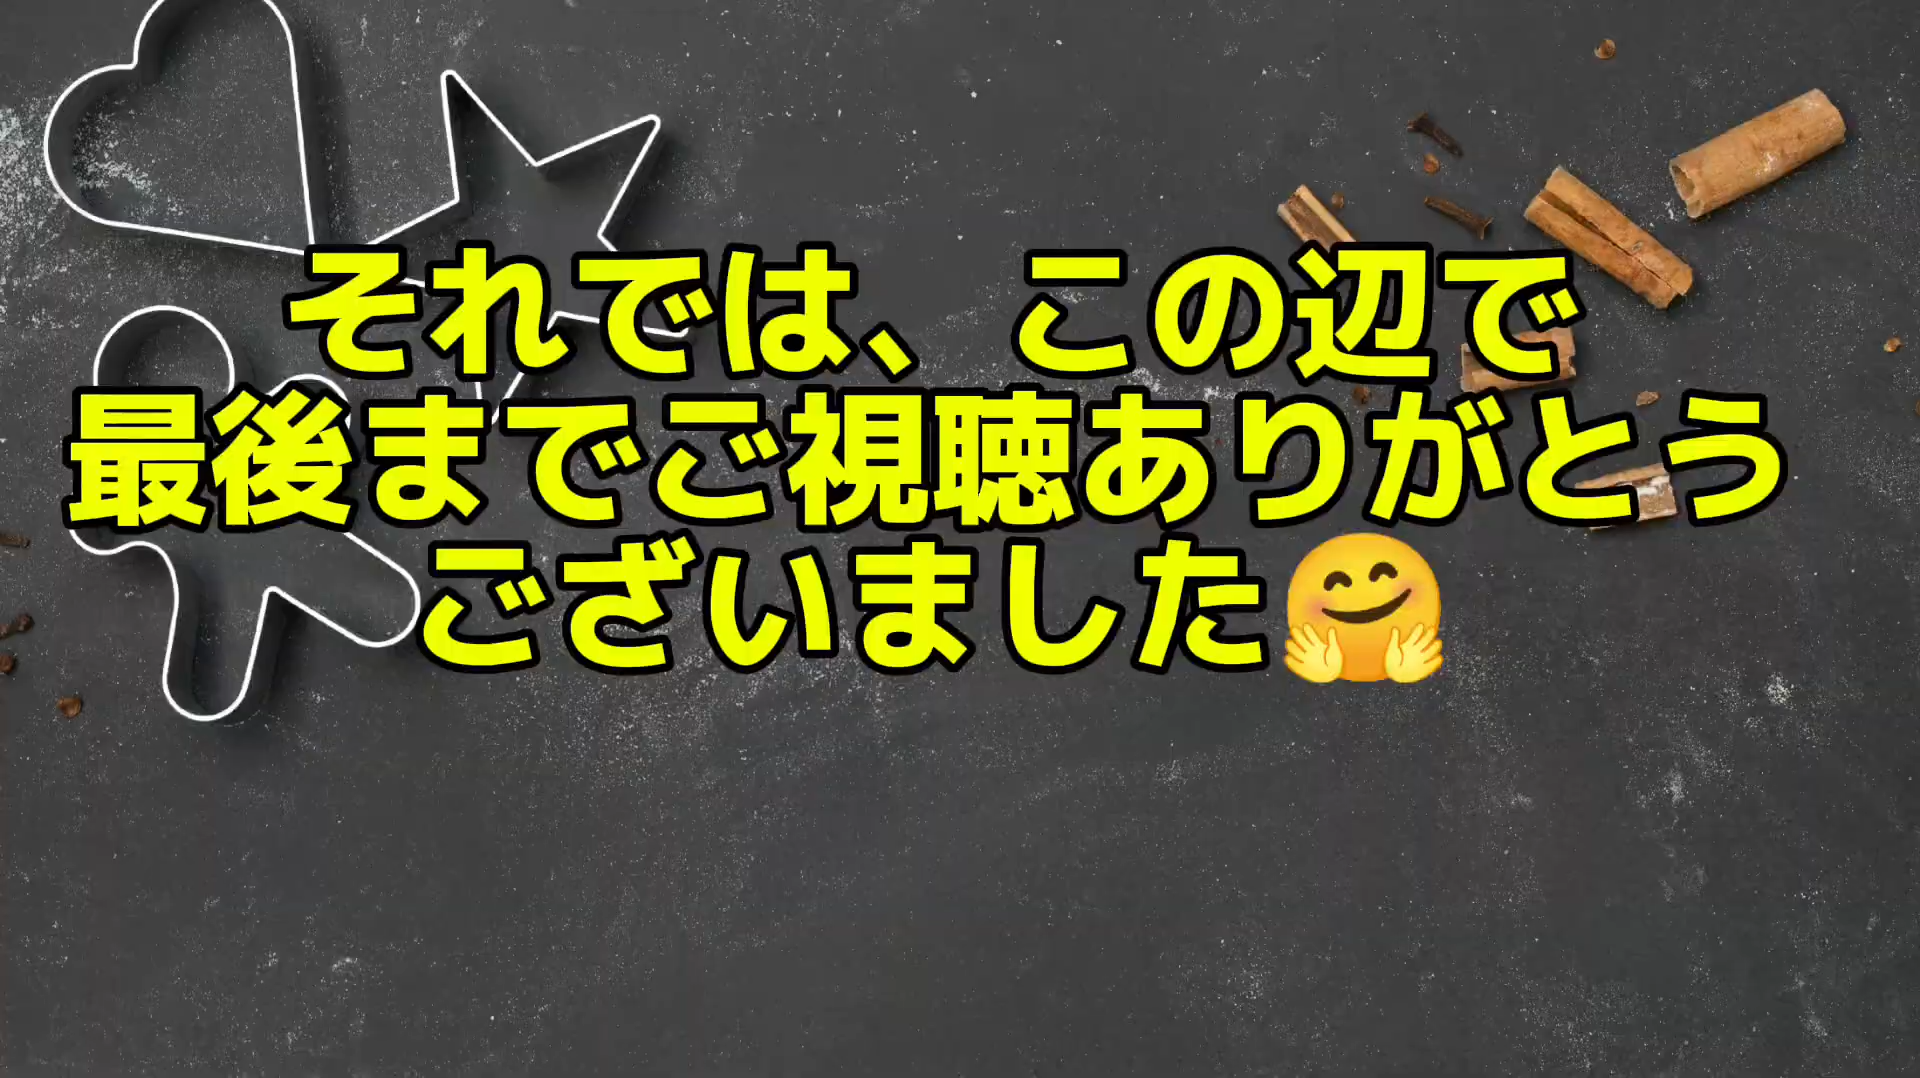 それでは、この辺で
最後までご視聴ありがとう
ございました🤗